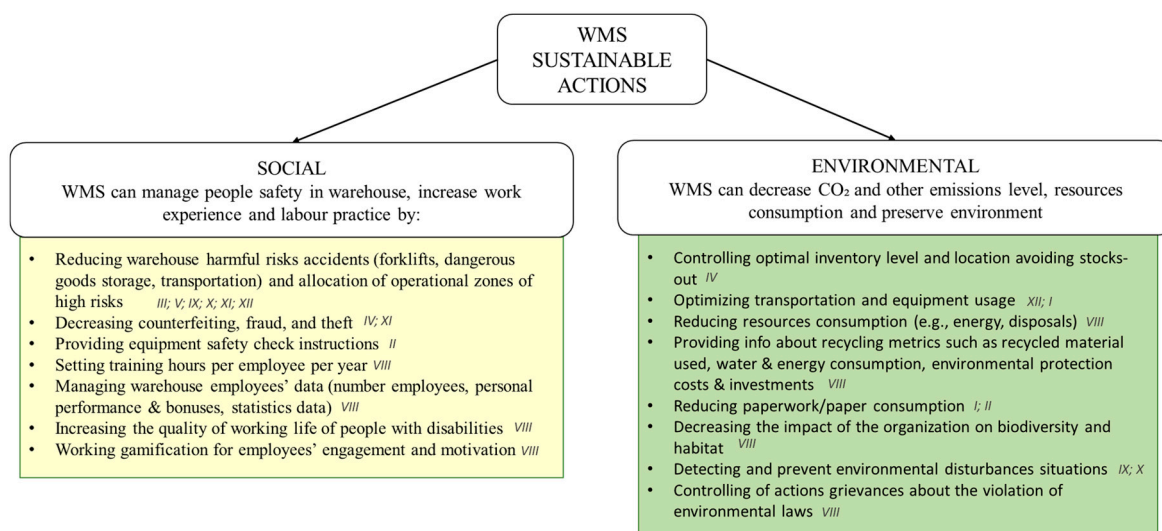 WMS
SUSTAINABLE
ACTIONS
SOCIAL
WMS can manage people safety in warehouse, increase work
experience and labour practice by:
• Reducing warehouse harmful risks accidents (forklifts, dangerous
goods storage, transportation) and allocation of operational zones of
high risks III; V; IX; X; XI; XII
• Decreasing counterfeiting, fraud, and theft IV; XI
• Providing equipment safety check instructions II
• Setting training hours per employee per year VIII
• Managing warehouse employees’ data (number employees, personal
performance & bonuses, statistics data) VIII
• Increasing the quality of working life of people with disabilities VIII
• Working gamification for employees’ engagement and motivation VIII
ENVIRONMENTAL
WMS can decrease CO₂ and other emissions level, resources
consumption and preserve environment
• Controlling optimal inventory level and location avoiding stocks-
out IV
• Optimizing transportation and equipment usage XII; I
• Reducing resources consumption (e.g., energy, disposals) VIII
• Providing info about recycling metrics such as recycled material
used, water & energy consumption, environmental protection
costs & investments VIII
• Reducing paperwork/paper consumption I; II
• Decreasing the impact of the organization on biodiversity and
habitat VIII
• Detecting and prevent environmental disturbances situations IX; X
• Controlling of actions grievances about the violation of
environmental laws VIII